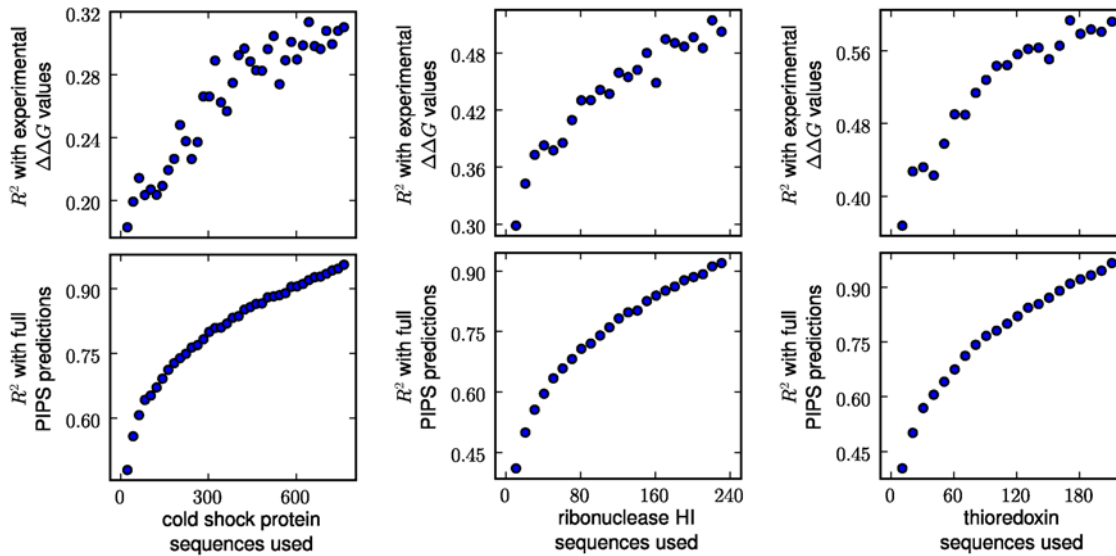 R² with experimental
ΔΔG values
0.32
0.28
0.24
0.20
R² with experimental
ΔΔG values
0.48
0.42
0.36
0.30
R² with experimental
ΔΔG values
0.56
0.48
0.40
R² with full
PIPS predictions
0.90
0.75
0.60
0 300 600
cold shock protein
sequences used
R² with full
PIPS predictions
0.90
0.75
0.60
0.45
0 80 160 240
ribonuclease HI
sequences used
R² with full
PIPS predictions
0.90
0.75
0.60
0.45
0 60 130 180
thioredoxin
sequences used